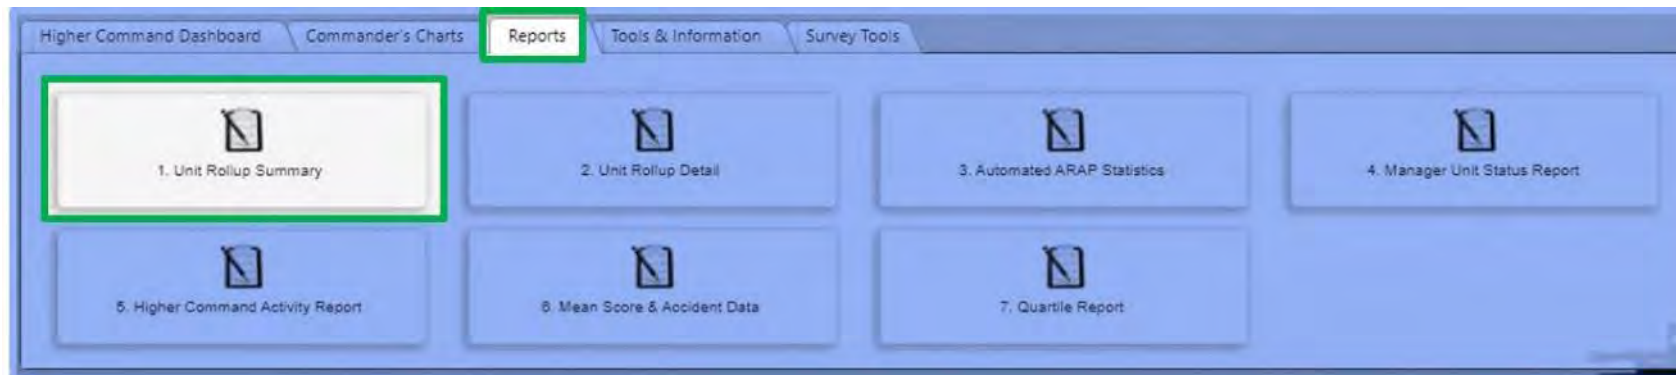 Higher Command Dashboard
Commander's Charts
Reports
Tools & Information
Survey Tools
1. Unit Rollup Summary
2. Unit Rollup Detail
3. Automated ARAP Statistics
4. Manager Unit Status Report
5. Higher Command Activity Report
6. Mean Score & Accident Data
7. Quartile Report